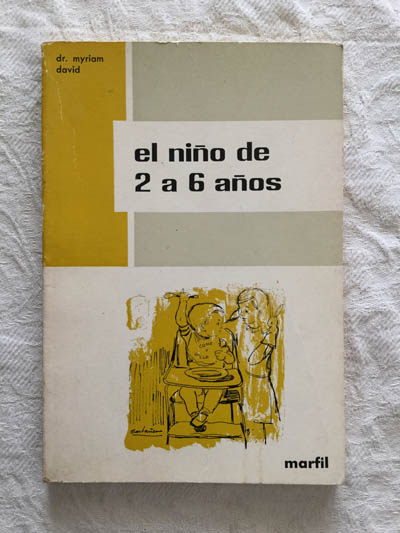 dr. myriam
david
el niño de
2 a 6 años
marfil